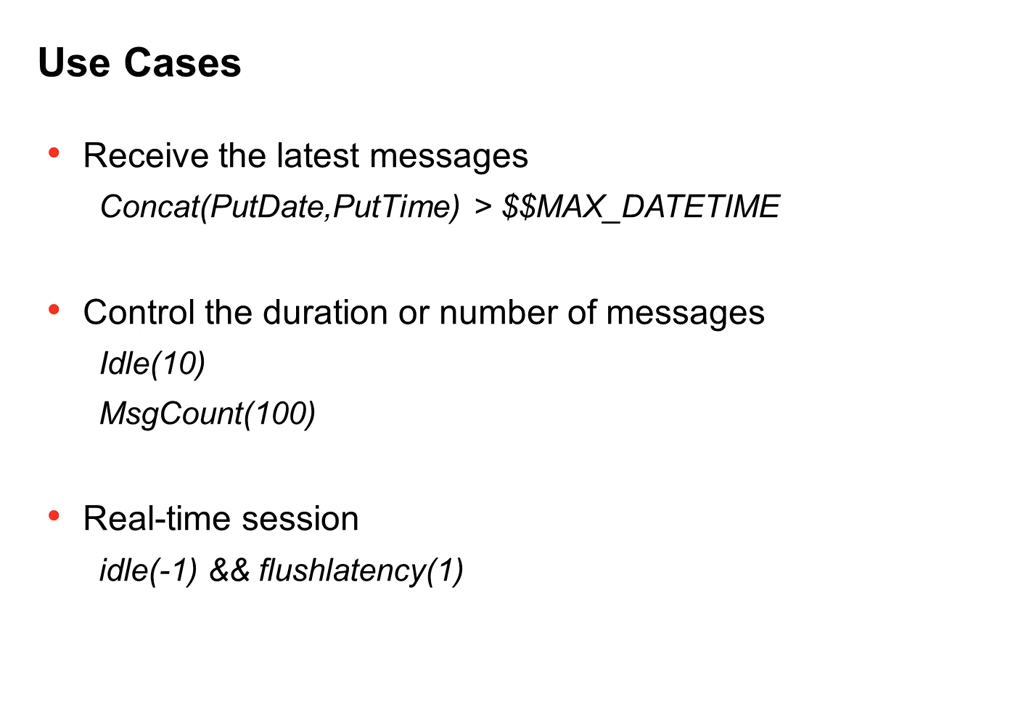 Use Cases
• Receive the latest messages
Concat(PutDate,PutTime) > $$MAX_DATETIME
• Control the duration or number of messages
Idle(10)
MsgCount(100)
• Real-time session
idle(-1) && flushlatency(1)